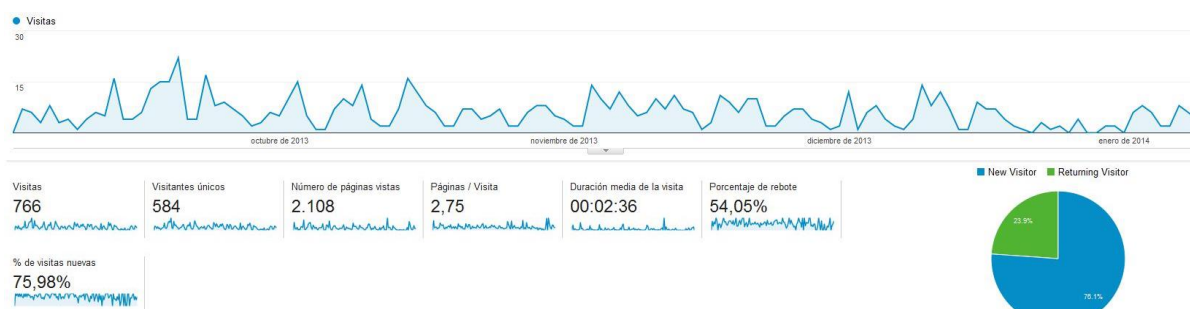 Visitas
30
15
octubre de 2013
noviembre de 2013
diciembre de 2013
enero de 2014
New Visitor
Returning Visitor
Visitas
766
Visitantes únicos
584
Número de páginas vistas
2.108
Páginas / Visita
2,75
Duración media de la visita
00:02:36
Porcentaje de rebote
54,05%
% de visitas nuevas
75,98%
23.9%
76.1%